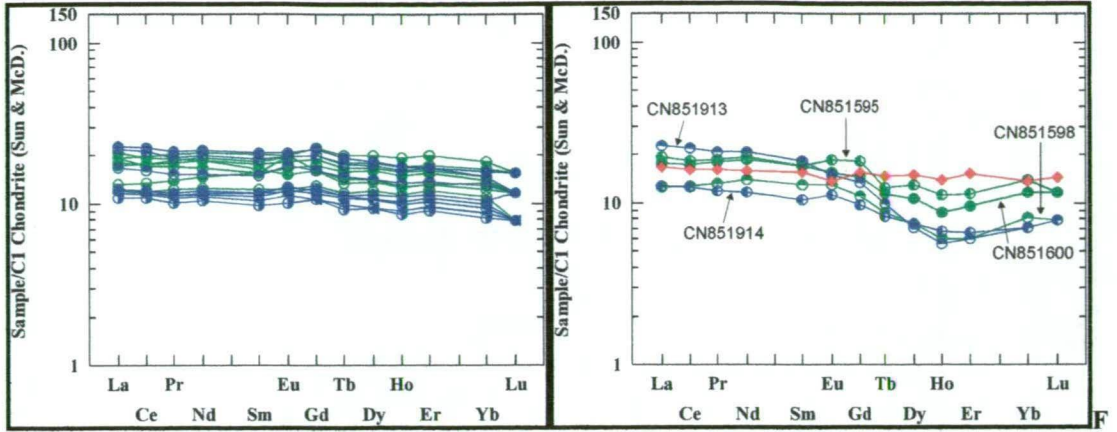 Sample/C1 Chondrite (Sun & McD.)
150
100
10
1
La Pr Eu Tb Ho Lu
Ce Nd Sm Gd Dy Er Yb
Sample/C1 Chondrite (Sun & McD.)
150
100
10
1
CN851913
CN851595
CN851598
CN851914
CN851600
La Pr Eu Tb Ho Lu
Ce Nd Sm Gd Dy Er Yb
F